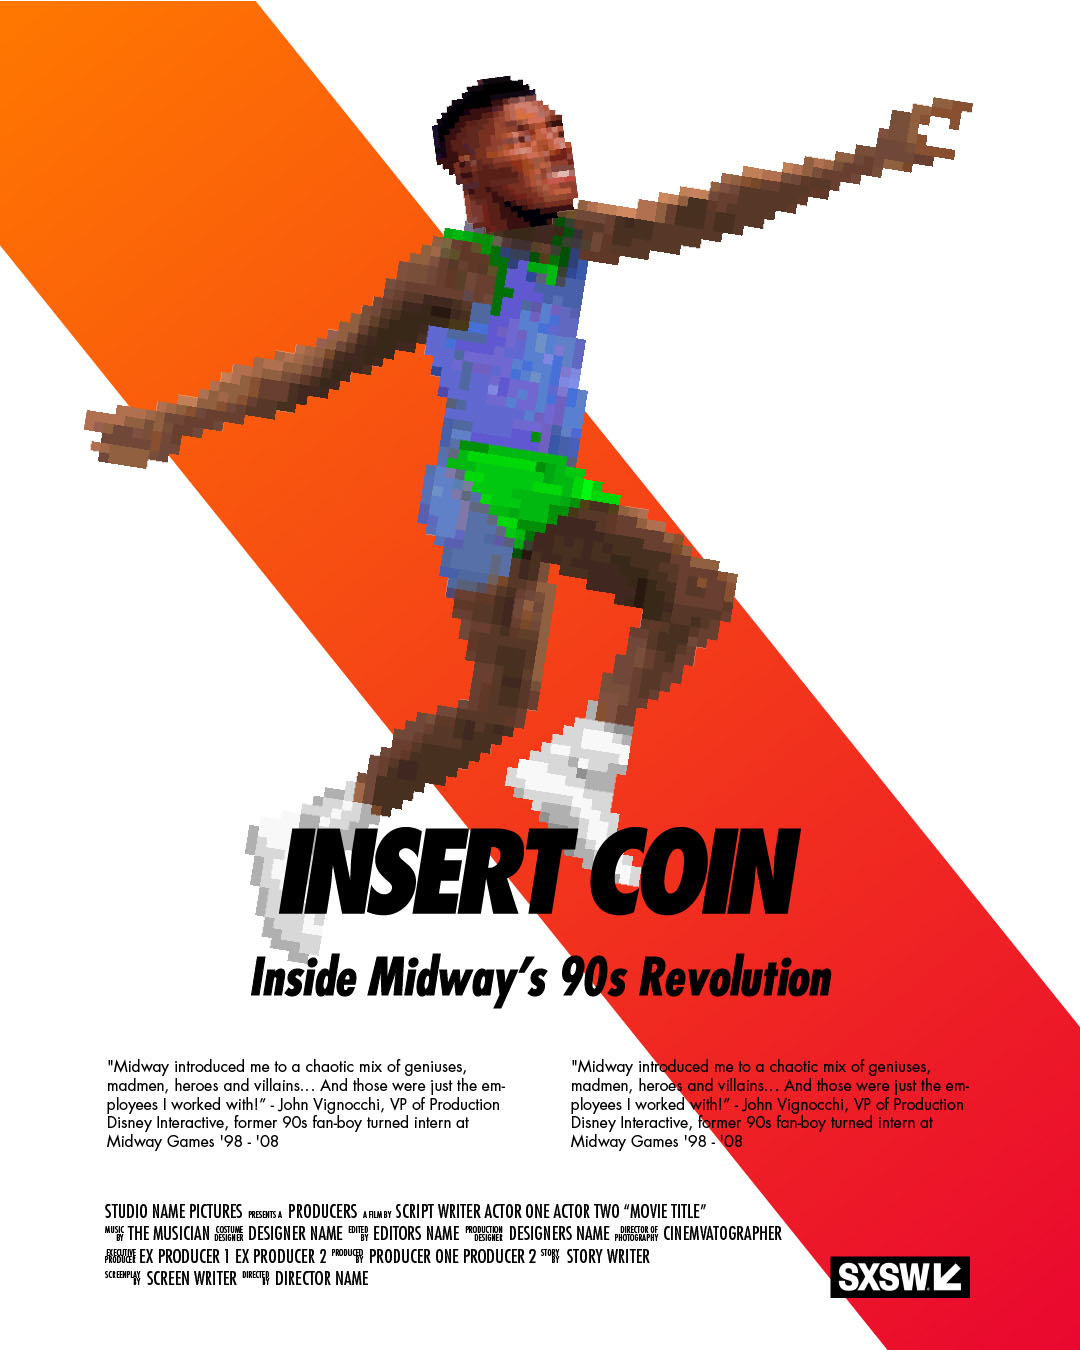 INSERT COIN
Inside Midway’s 90s Revolution
"Midway introduced me to a chaotic mix of geniuses,
madmen, heroes and villains... And those were just the em-
ployees I worked with!” - John Vignocchi, VP of Production
Disney Interactive, former 90s fan-boy turned intern at
Midway Games '98 - '08
"Midway introduced me to a chaotic mix of geniuses,
madmen, heroes and villains... And those were just the em-
ployees I worked with!” - John Vignocchi, VP of Production
Disney Interactive, former 90s fan-boy turned intern at
Midway Games '98 - '08
STUDIO NAME PICTURES PRESENTS A PRODUCERS A FILM BY SCRIPT WRITER ACTOR ONE ACTOR TWO “MOVIE TITLE”
MUSIC BY THE MUSICIAN COSTUME DESIGNER DESIGNER NAME EDITED BY EDITORS NAME PRODUCTION DESIGNER DESIGNERS NAME DIRECTOR OF PHOTOGRAPHY CINEMVATOGRAPHER
EXECUTIVE PRODUCER EX PRODUCER 1 EX PRODUCER 2 PRODUCED BY PRODUCER ONE PRODUCER 2 STORY BY STORY WRITER
SCREENPLAY BY SCREEN WRITER DIRECTED BY DIRECTOR NAME
SXSW